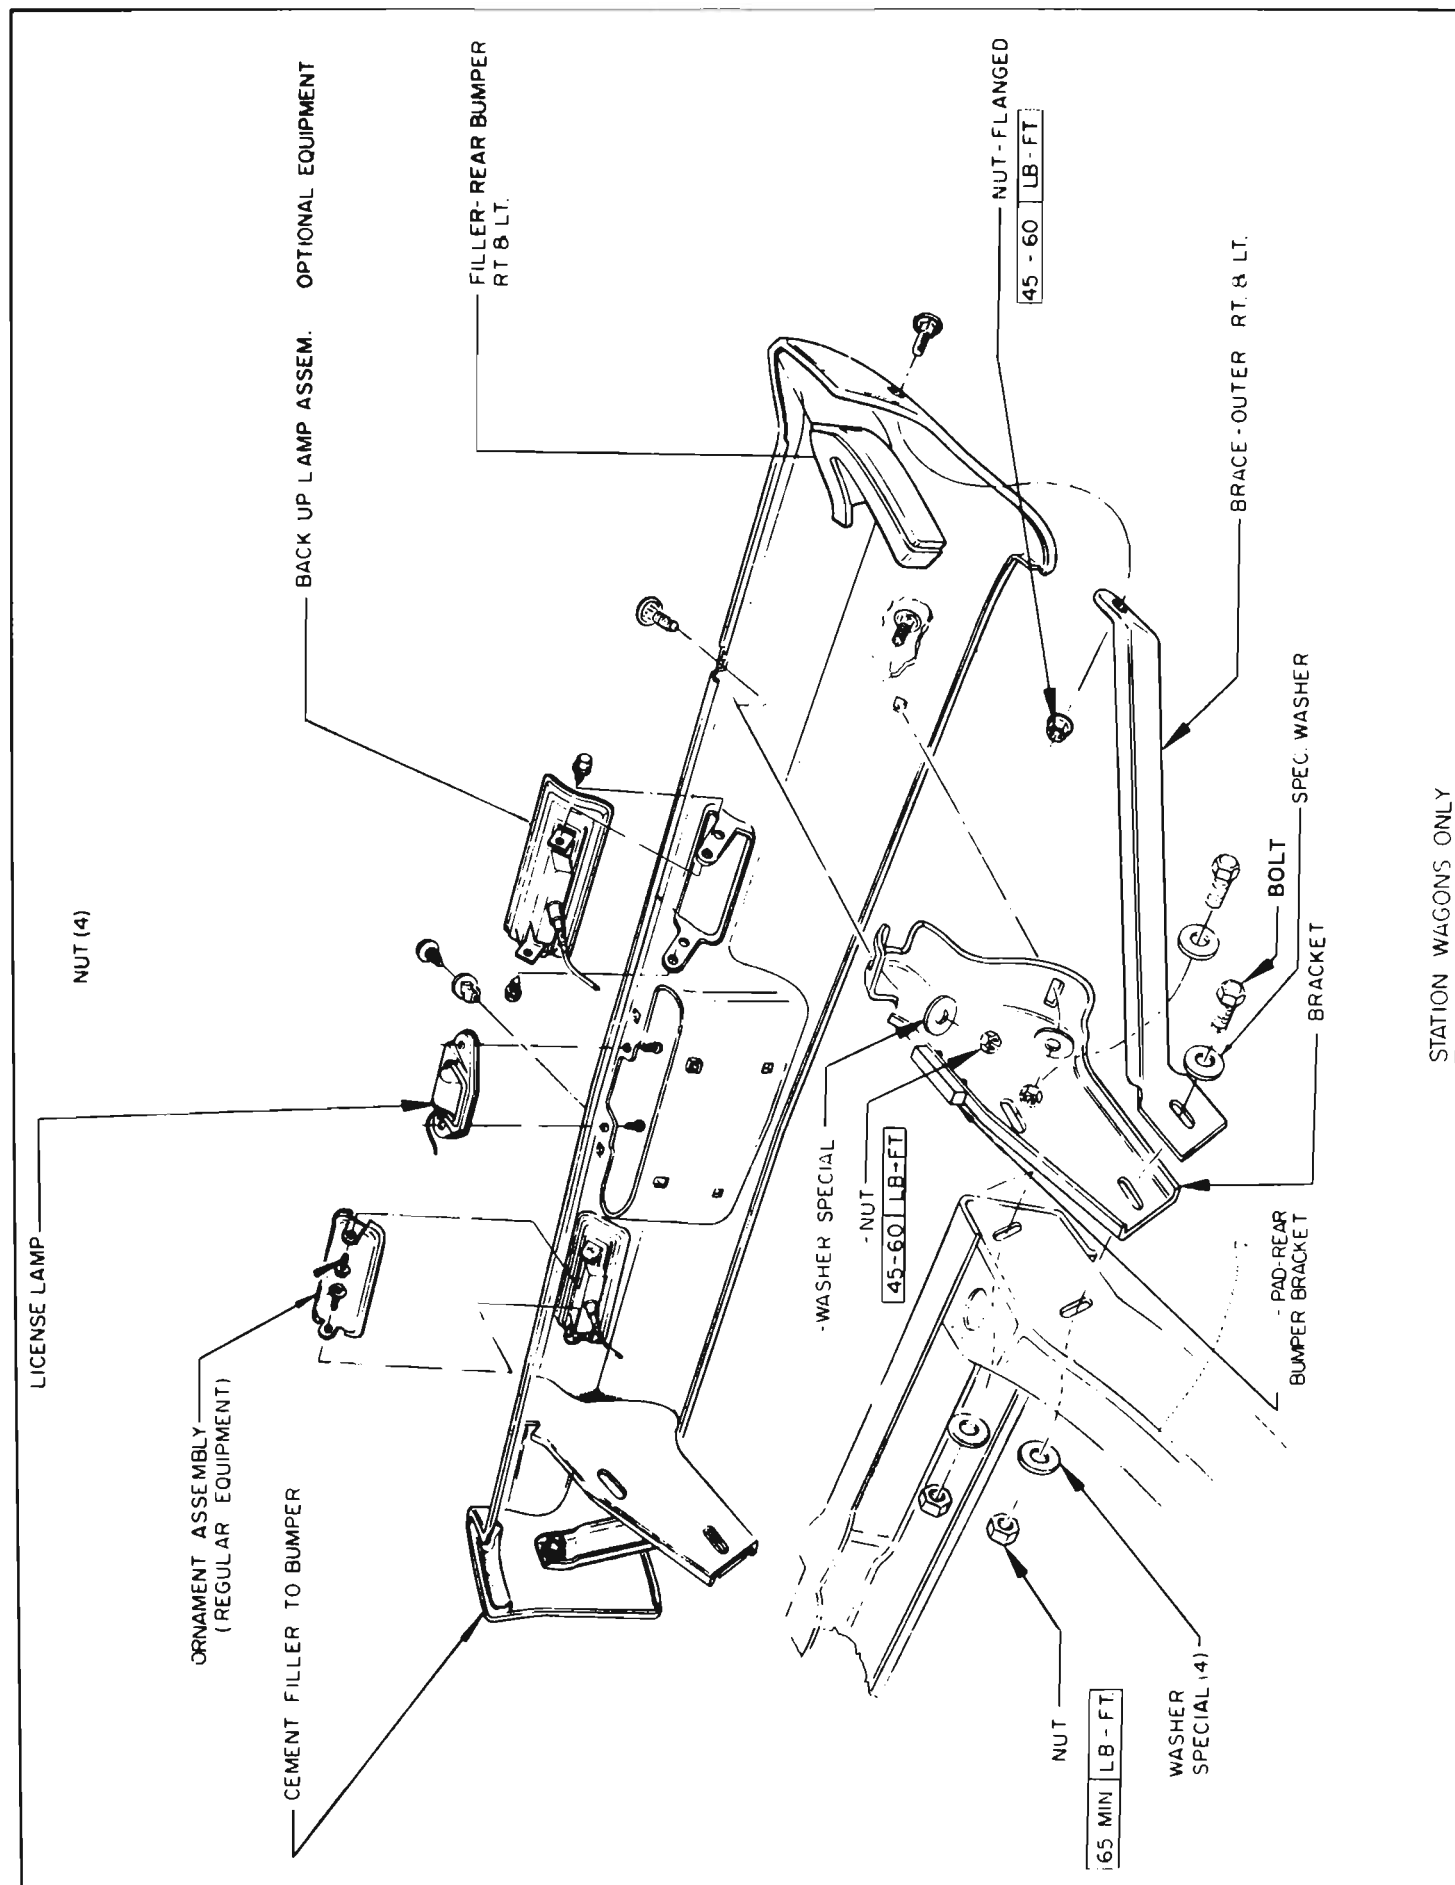 LICENSE LAMP
NUT (4)
ORNAMENT ASSEMBLY
(REGULAR EQUIPMENT)
CEMENT FILLER TO BUMPER
BACK UP LAMP ASSEM. OPTIONAL EQUIPMENT
FILLER-REAR BUMPER
RT & LT.
NUT-FLANGED
45 - 60 LB-FT
BRACE-OUTER RT. & LT.
SPEC. WASHER
BOLT
BRACKET
-WASHER SPECIAL
-NUT
45-60 LB-FT
-PAD-REAR
BUMPER BRACKET
NUT
65 MIN LB-FT
WASHER
SPECIAL (4)
STATION WAGONS ONLY